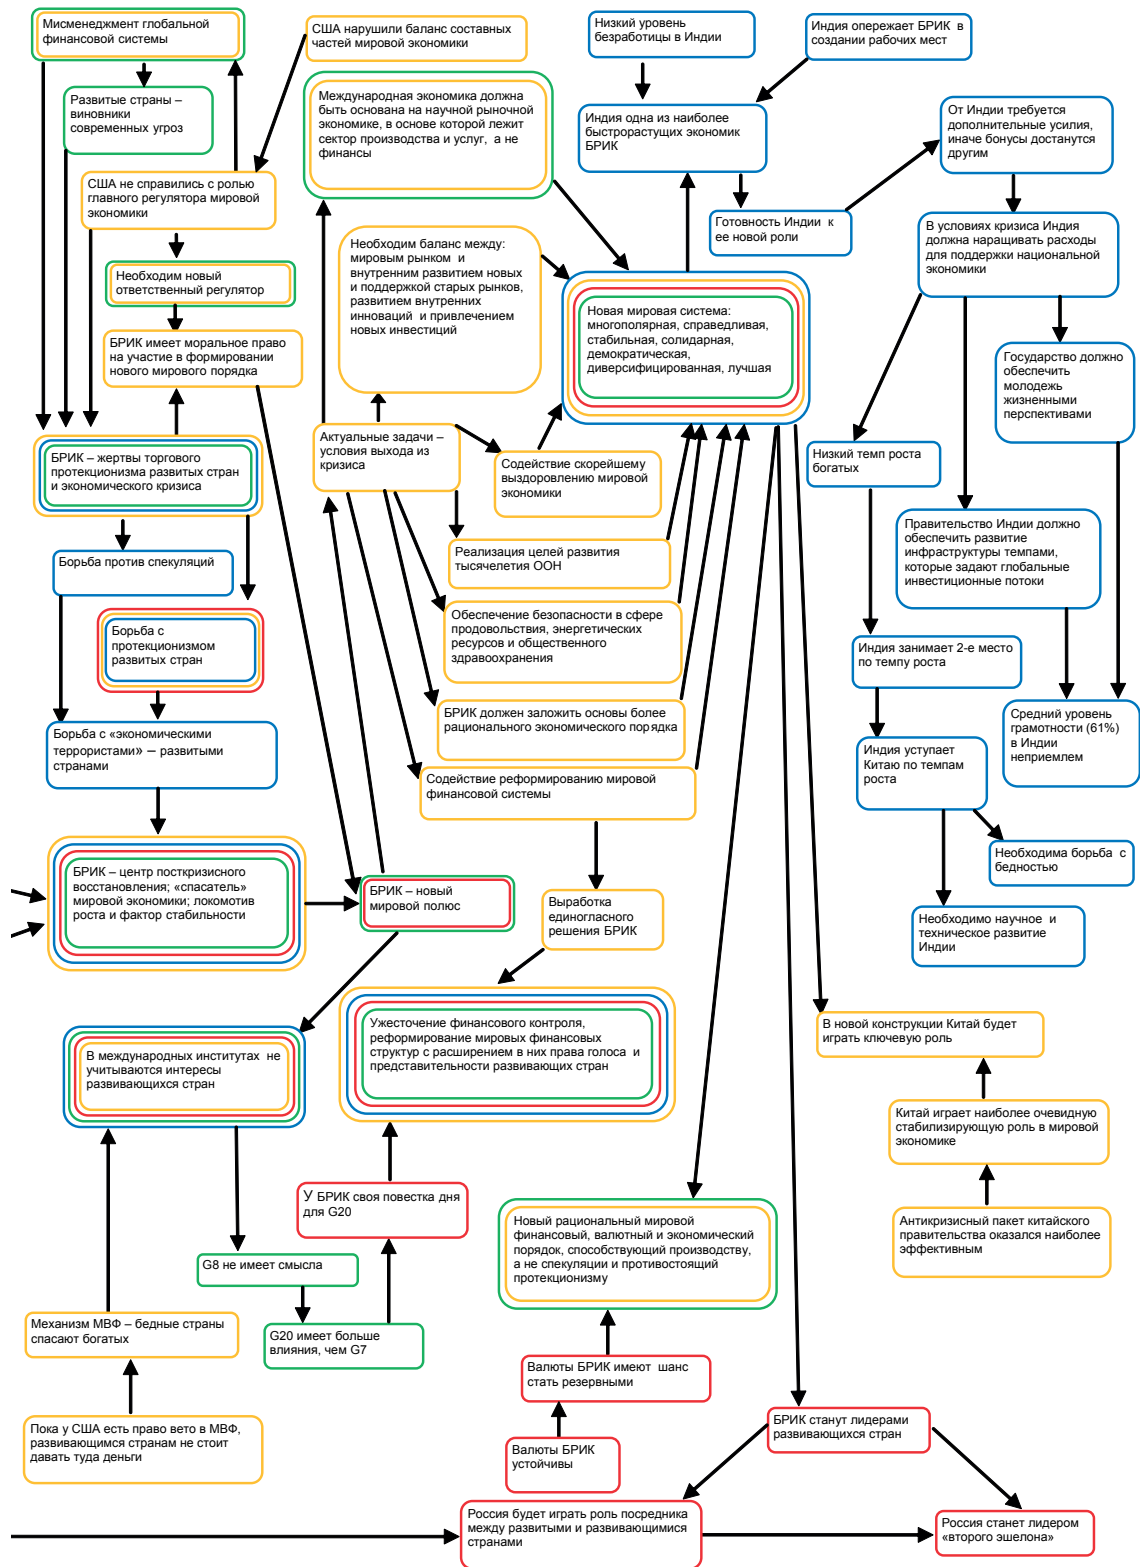 Мисменеджмент глобальной
финансовой системы
США нарушили баланс составных
частей мировой экономики
Низкий уровень
безработицы в Индии
Индия опережает БРИК в
создании рабочих мест
Развитые страны –
виновники
современных угроз
Международная экономика должна
быть основана на научной рыночной
экономике, в основе которой лежит
сектор производства и услуг, а не
финансы
Индия одна из наиболее
быстрорастущих экономик
БРИК
От Индии требуется
дополнительные усилия,
иначе бонусы достанутся
другим
США не справились с ролью
главного регулятора мировой
экономики
Готовность Индии к
ее новой роли
В условиях кризиса Индия
должна наращивать расходы
для поддержки национальной
экономики
Необходим новый
ответственный регулятор
Необходим баланс между:
мировым рынком и
внутренним развитием новых
и поддержкой старых рынков,
развитием внутренних
инноваций и привлечением
новых инвестиций
Новая мировая система:
многополярная, справедливая,
стабильная, солидарная,
демократическая,
диверсифицированная, лучшая
БРИК имеет моральное право
на участие в формировании
нового мирового порядка
Государство должно
обеспечить
молодежь
жизненными
перспективами
БРИК – жертвы торгового
протекционизма развитых стран
и экономического кризиса
Актуальные задачи –
условия выхода из
кризиса
Содействие скорейшему
выздоровлению мировой
экономики
Низкий темп роста
богатых
Правительство Индии должно
обеспечить развитие
инфраструктуры темпами,
которые задают глобальные
инвестиционные потоки
Борьба против спекуляций
Реализация целей развития
тысячелетия ООН
Борьба с
протекционизмом
развитых стран
Обеспечение безопасности в сфере
продовольствия, энергетических
ресурсов и общественного
здравоохранения
Индия занимает 2-е место
по темпу роста
БРИК должен заложить основы более
рационального экономического порядка
Средний уровень
грамотности (61%)
в Индии
неприемлем
Борьба с «экономическими
террористами» – развитыми
странами
Индия уступает
Китаю по темпам
роста
Содействие реформированию мировой
финансовой системы
Необходима борьба с
бедностью
БРИК – центр посткризисного
восстановления; «спасатель»
мировой экономики; локомотив
роста и фактор стабильности
БРИК – новый
мировой полюс
Выработка
единогласного
решения БРИК
Необходимо научное и
техническое развитие
Индии
Ужесточение финансового контроля,
реформирование мировых финансовых
структур с расширением в них права голоса и
представительности развивающих стран
В новой конструкции Китай будет
играть ключевую роль
В международных институтах не
учитываются интересы
развивающихся стран
Китай играет наиболее очевидную
стабилизирующую роль в мировой
экономике
У БРИК своя повестка дня
для G20
Новый рациональный мировой
финансовый, валютный и экономический
порядок, способствующий производству,
а не спекуляции и противостоящий
протекционизму
Антикризисный пакет китайского
правительства оказался наиболее
эффективным
G8 не имеет смысла
Механизм МВФ – бедные страны
спасают богатых
G20 имеет больше
влияния, чем G7
Валюты БРИК имеют шанс
стать резервными
Пока у США есть право вето в МВФ,
развивающимся странам не стоит
давать туда деньги
Валюты БРИК
устойчивы
БРИК станут лидерами
развивающихся стран
Россия будет играть роль посредника
между развитыми и развивающимися
странами
Россия станет лидером
«второго эшелона»